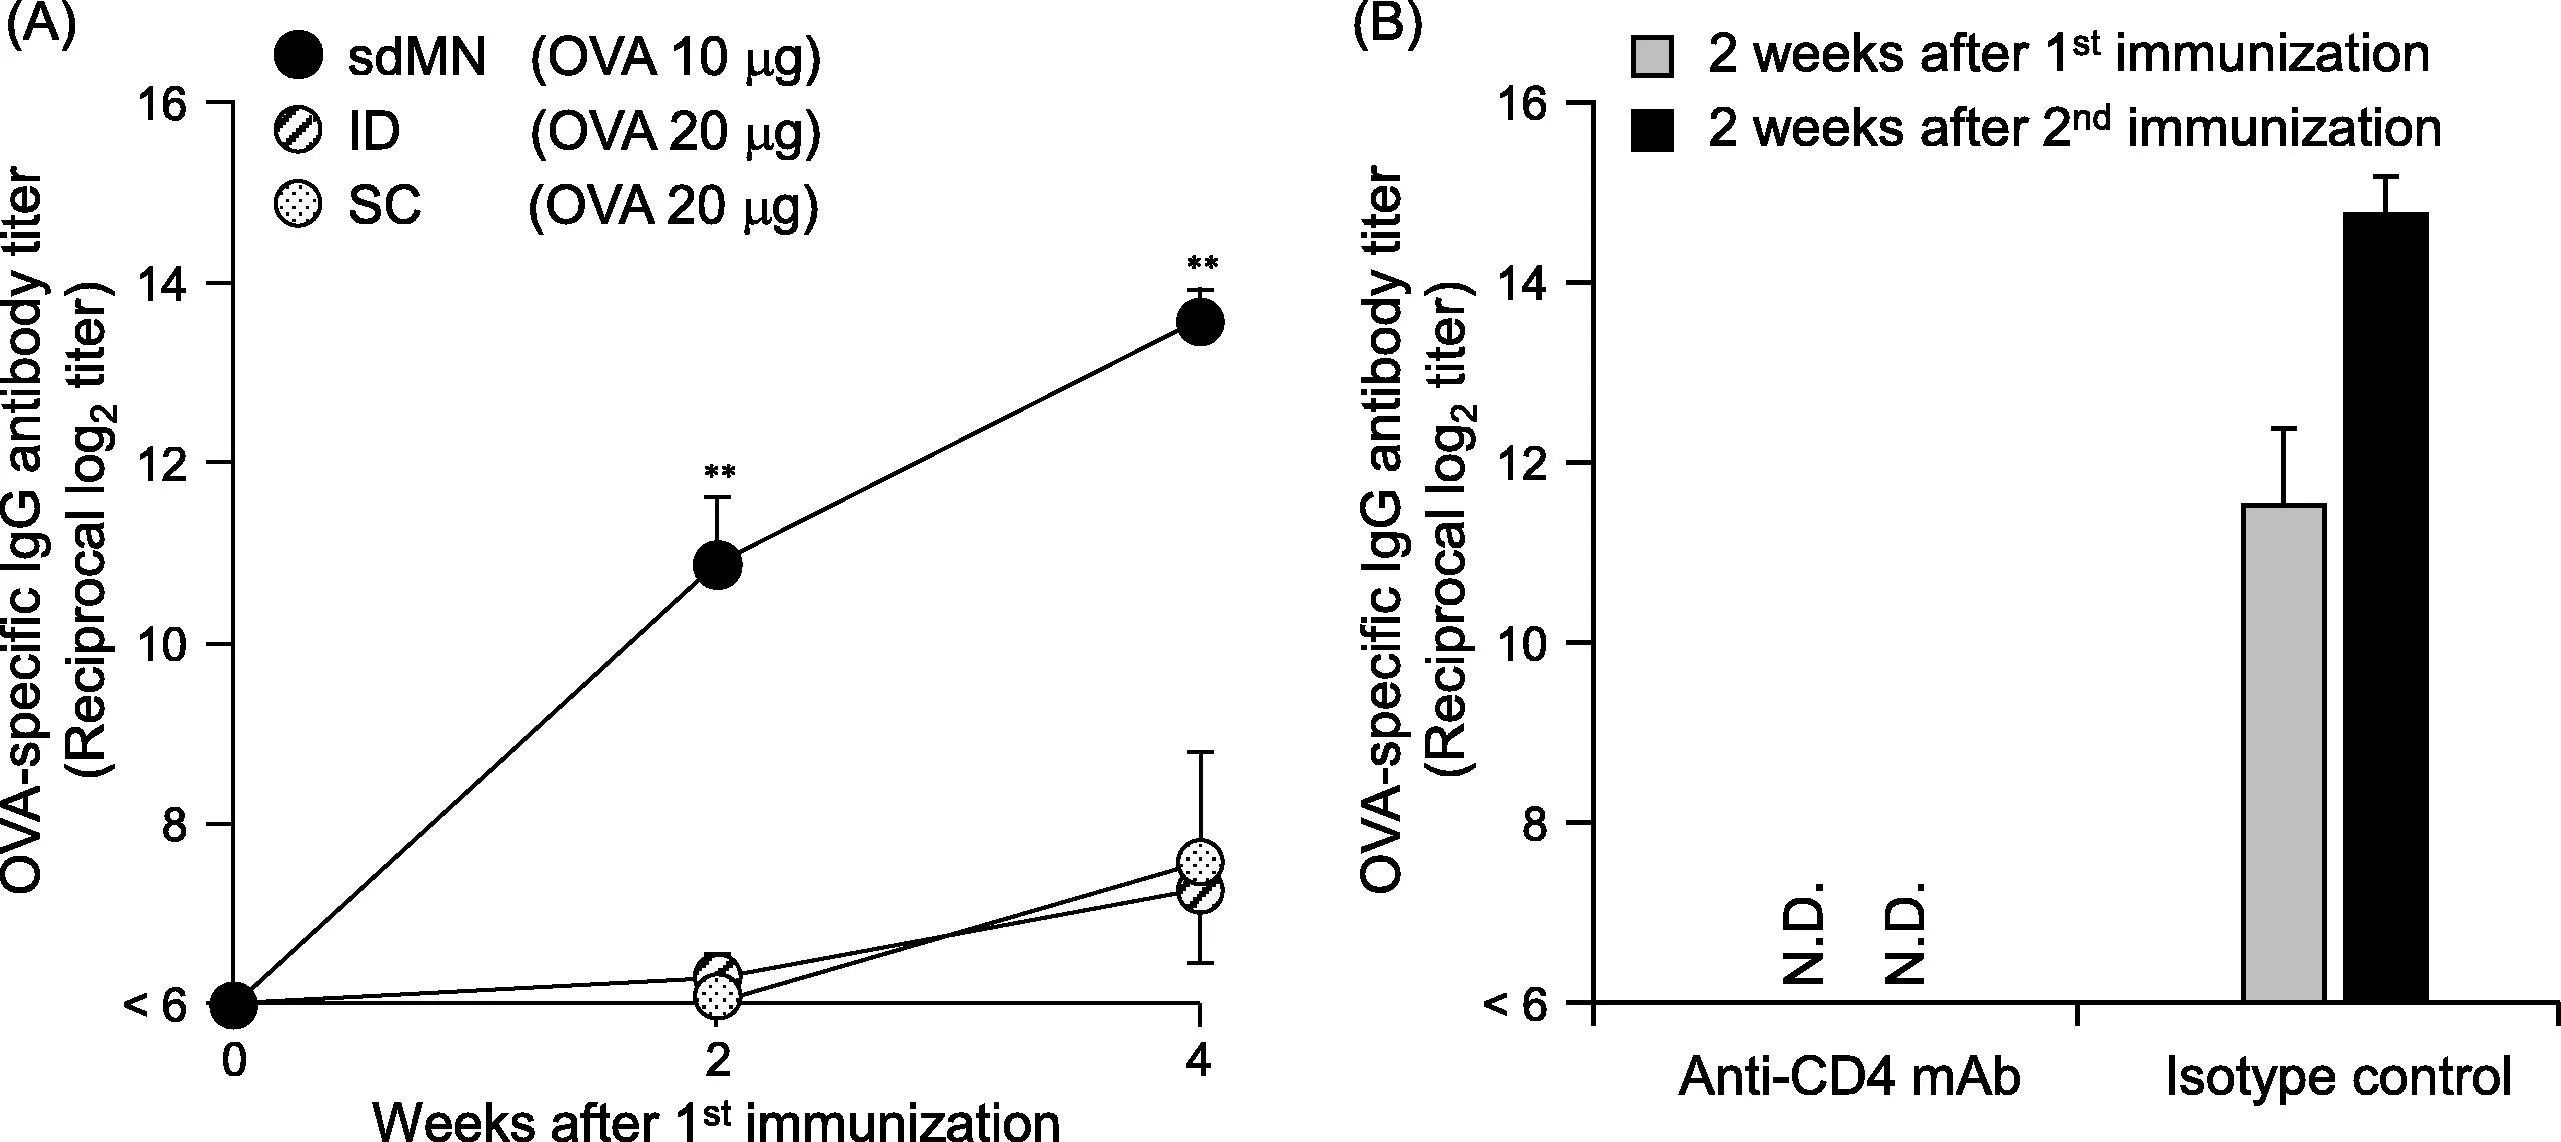 (A)
sdMN (OVA 10 μg)
ID (OVA 20 μg)
SC (OVA 20 μg)
OVA-specific IgG antibody titer
(Reciprocal log2 titer)
16
14
12
10
8
< 6
**
**
0 2 4
Weeks after 1st immunization
(B)
2 weeks after 1st immunization
2 weeks after 2nd immunization
OVA-specific IgG antibody titer
(Reciprocal log2 titer)
16
14
12
10
8
< 6
N.D.
N.D.
Anti-CD4 mAb Isotype control